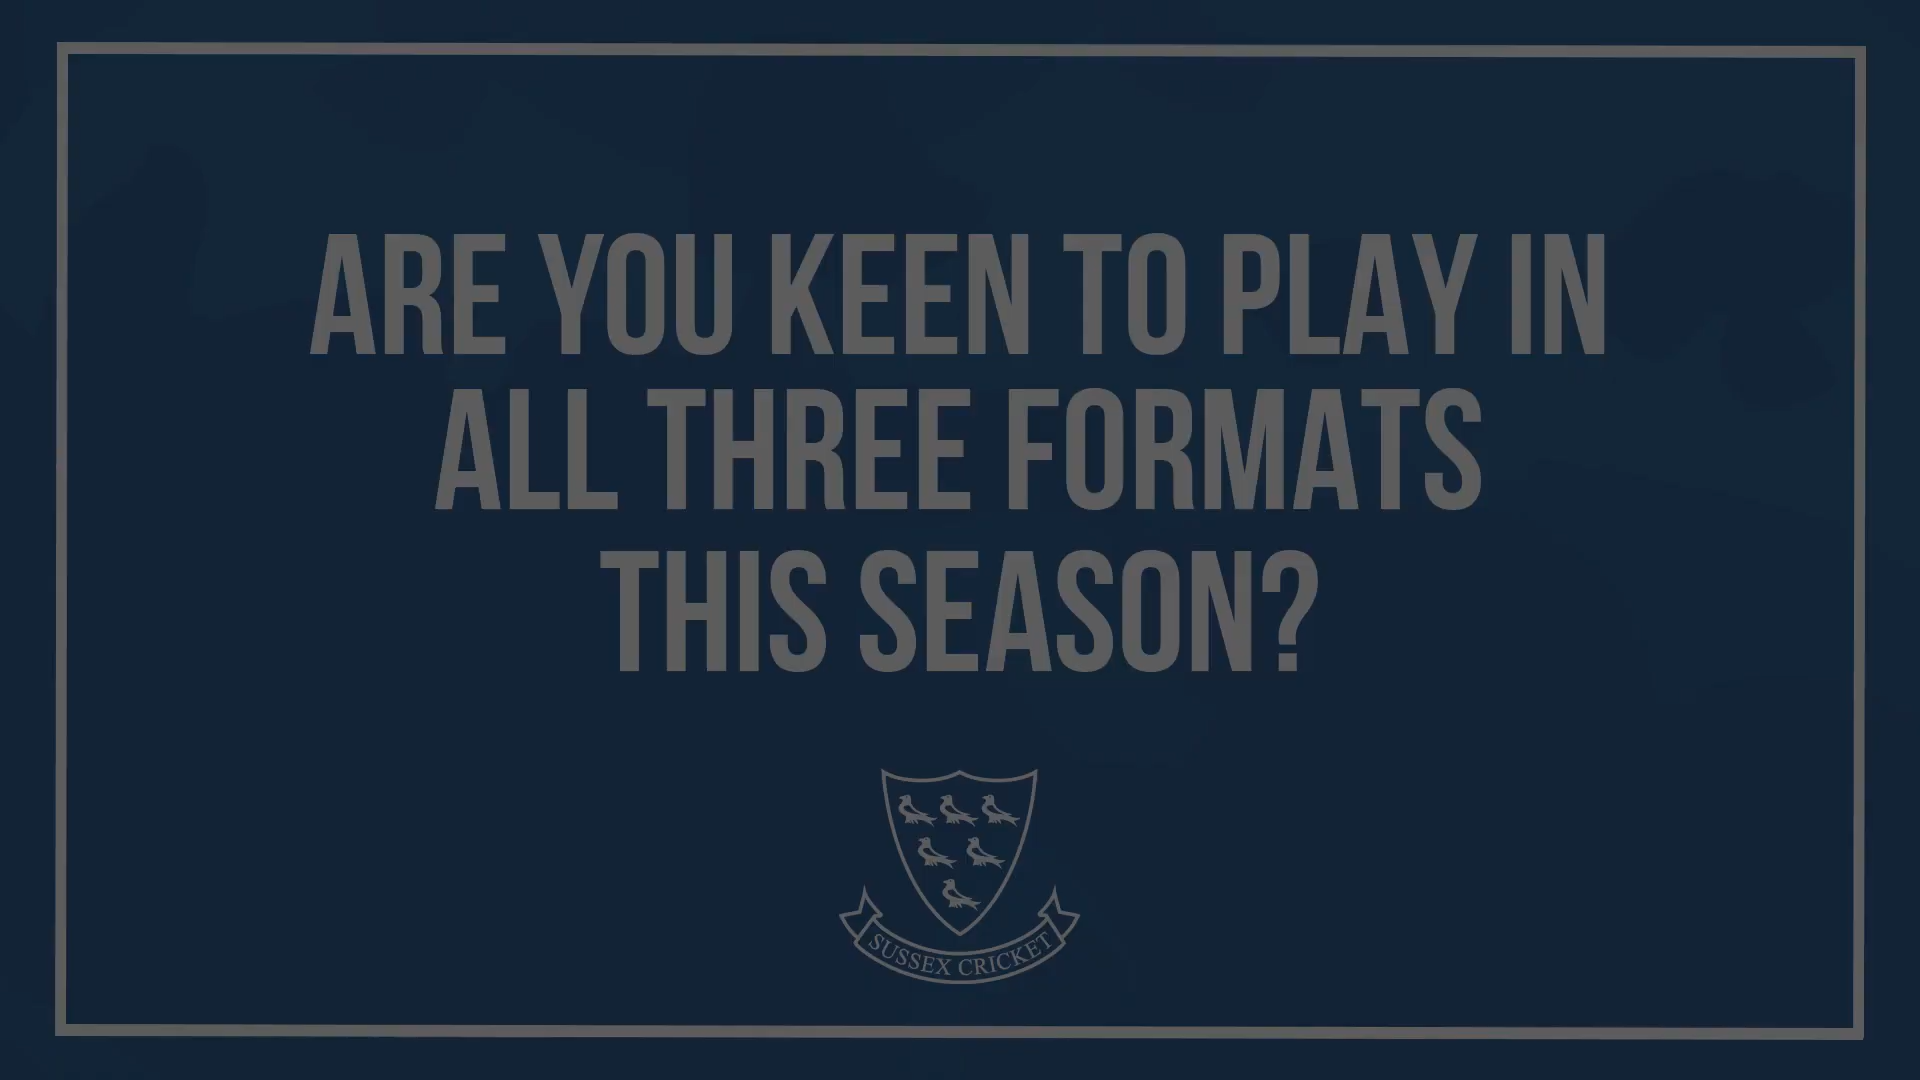 ARE YOU KEEN TO PLAY IN
ALL THREE FORMATS
THIS SEASON?
SUSSEX CRICKET